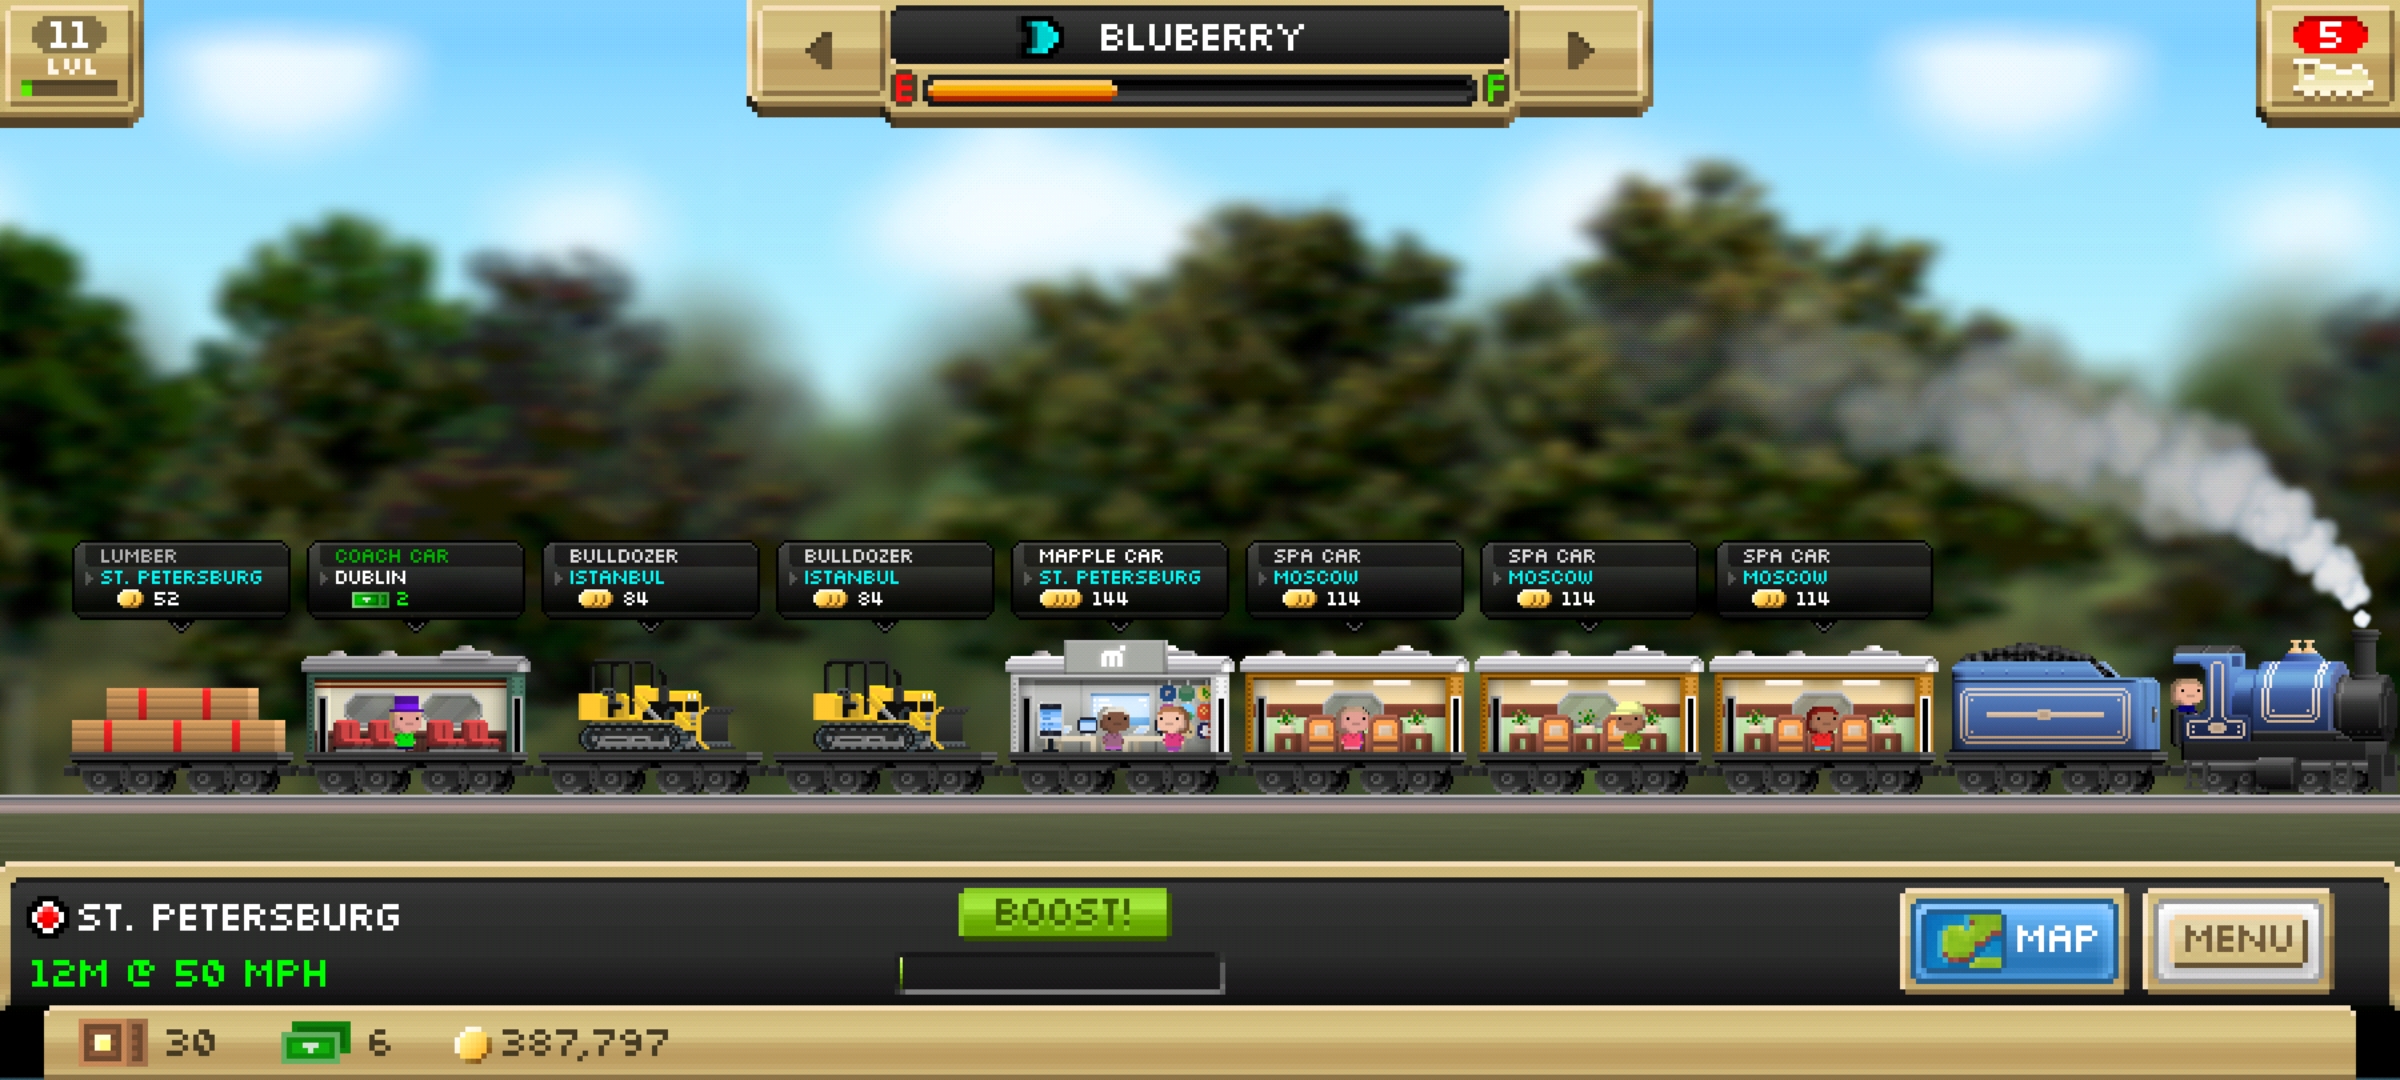 11
LVL
BLUBERRY
E F
5
LUMBER
ST. PETERSBURG
52
COACH CAR
DUBLIN
2
BULLDOZER
ISTANBUL
84
BULLDOZER
ISTANBUL
84
MAPPLE CAR
ST. PETERSBURG
144
SPA CAR
MOSCOW
114
SPA CAR
MOSCOW
114
SPA CAR
MOSCOW
114
m
ST. PETERSBURG
12M @ 50 MPH
BOOST!
MAP
MENU
30
6
387,797